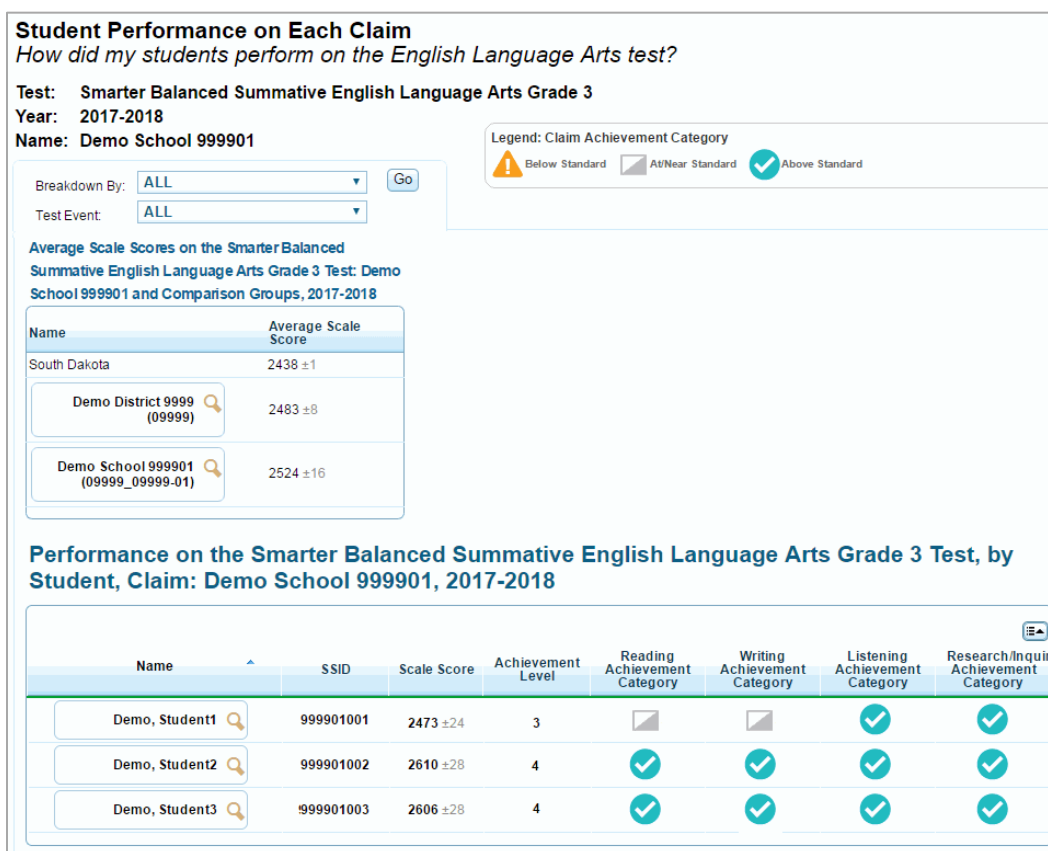 Student Performance on Each Claim
How did my students perform on the English Language Arts test?
Test: Smarter Balanced Summative English Language Arts Grade 3
Year: 2017-2018
Name: Demo School 999901
Legend: Claim Achievement Category
Below Standard At/Near Standard Above Standard
Breakdown By: ALL Go
Test Event: ALL
Average Scale Scores on the Smarter Balanced
Summative English Language Arts Grade 3 Test: Demo
School 999901 and Comparison Groups, 2017-2018
Name Average Scale
Score
South Dakota 2438 ±1
Demo District 9999
(09999) 2483 ±8
Demo School 999901
(09999_09999-01) 2524 ±16
Performance on the Smarter Balanced Summative English Language Arts Grade 3 Test, by
Student, Claim: Demo School 999901, 2017-2018
Name SSID Scale Score Achievement
Level Reading
Achievement
Category Writing
Achievement
Category Listening
Achievement
Category Research/Inquir
Achievement
Category
Demo, Student1 999901001 2473 ±24 3
Demo, Student2 999901002 2610 ±28 4
Demo, Student3 999901003 2606 ±28 4